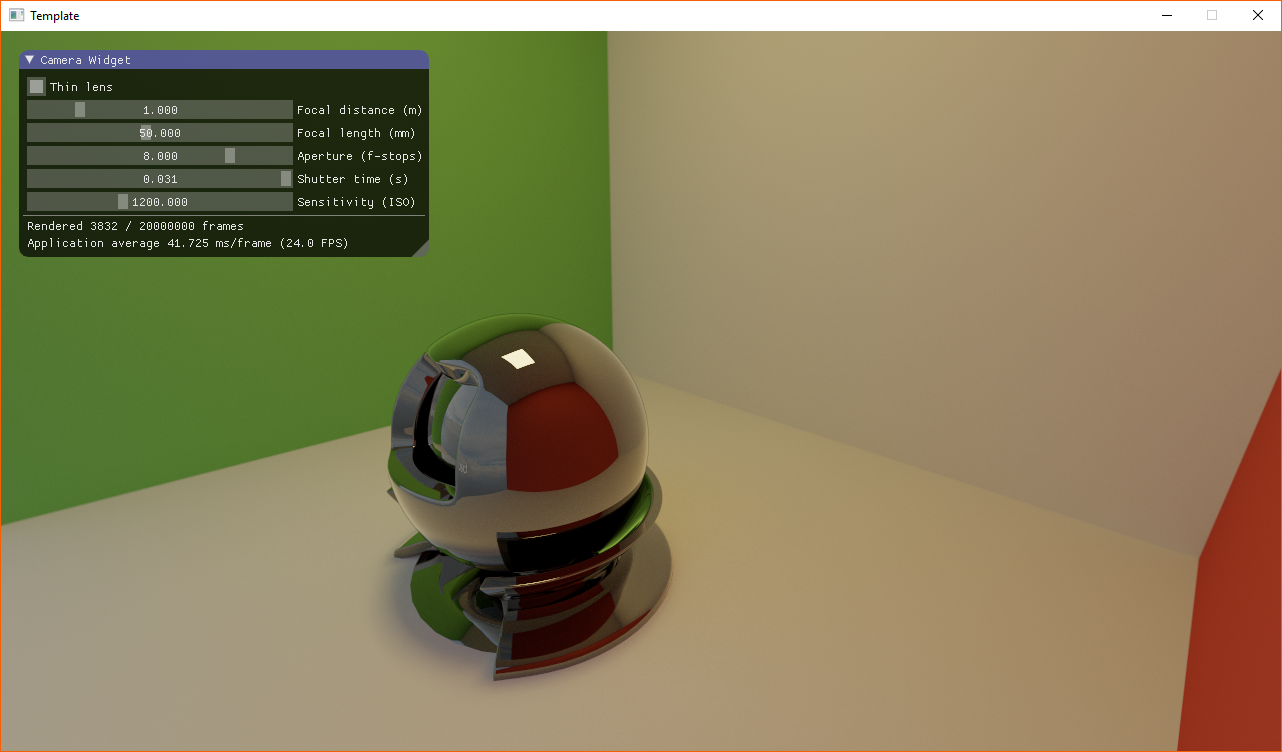 Template
Camera Widget
Thin lens
1.000 Focal distance (m)
50.000 Focal length (mm)
8.000 Aperture (f-stops)
0.031 Shutter time (s)
1200.000 Sensitivity (ISO)
Rendered 3832 / 20000000 frames
Application average 41.725 ms/frame (24.0 FPS)